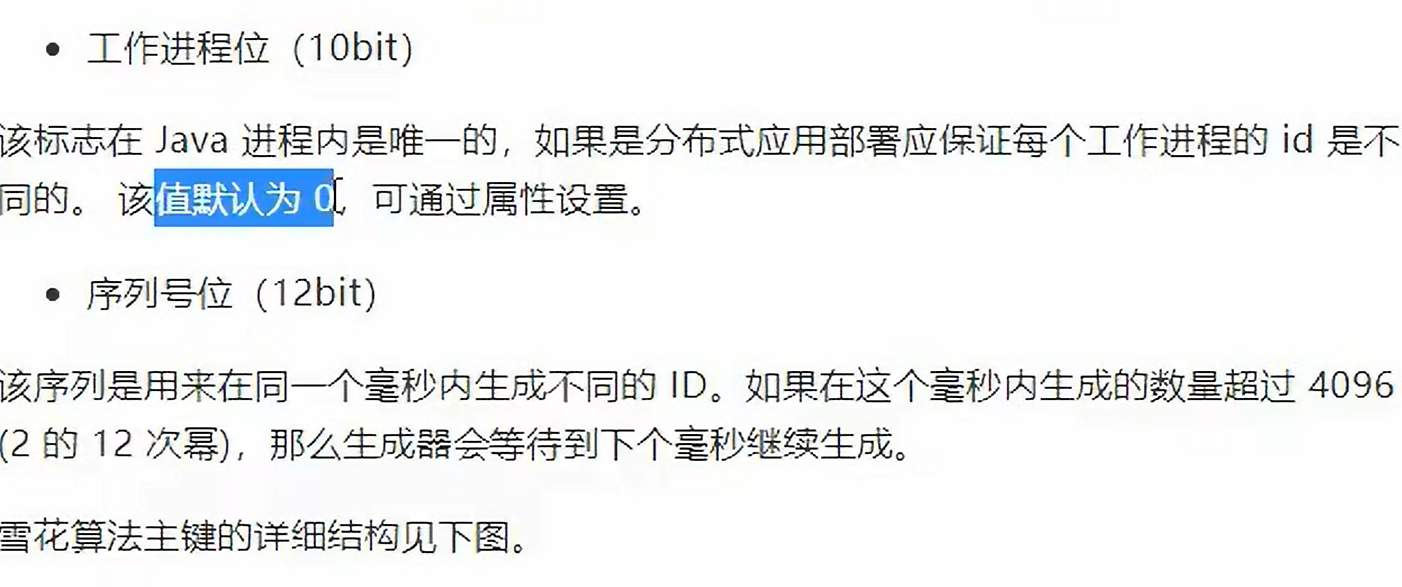 • 工作进程位（10bit）
该标志在 Java 进程内是唯一的，如果是分布式应用部署应保证每个工作进程的 id 是不
同的。 该值默认为 0，可通过属性设置。
• 序列号位（12bit）
该序列是用来在同一个毫秒内生成不同的 ID。如果在这个毫秒内生成的数量超过 4096
(2 的 12 次幂)，那么生成器会等待到下个毫秒继续生成。
雪花算法主键的详细结构见下图。